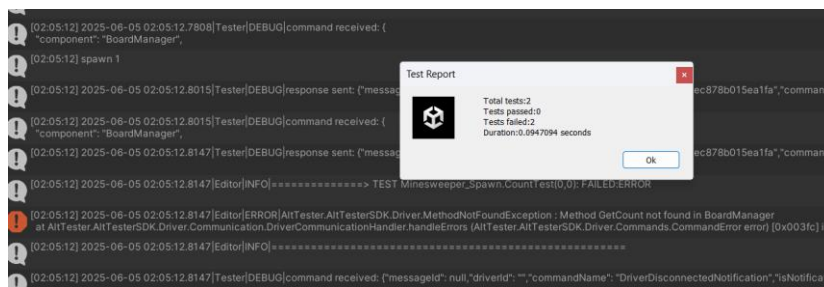 [02:05:12] 2025-06-05 02:05:12.7808|Tester|DEBUG|command received: {
"component": "BoardManager",
[02:05:12] spawn 1
[02:05:12] 2025-06-05 02:05:12.8015|Tester|DEBUG|response sent: {"messag
ec878b015ea1fa","comman
[02:05:12] 2025-06-05 02:05:12.8015|Tester|DEBUG|command received: {
"component": "BoardManager",
[02:05:12] 2025-06-05 02:05:12.8147|Tester|DEBUG|response sent: {"messag
ec878b015ea1fa","comman
Test Report
Total tests:2
Tests passed:0
Tests failed:2
Duration:0.0947094 seconds
Ok
[02:05:12] 2025-06-05 02:05:12.8147|Editor|INFO|==============> TEST Minesweeper_Spawn.CountTest(0,0): FAILED:ERROR
[02:05:12] 2025-06-05 02:05:12.8147|Editor|ERROR|AltTester.AltTesterSDK.Driver.MethodNotFoundException : Method GetCount not found in BoardManager
at AltTester.AltTesterSDK.Driver.Communication.DriverCommunicationHandler.handleErrors (AltTester.AltTesterSDK.Driver.Commands.CommandError error) [0x003fc] i
[02:05:12] 2025-06-05 02:05:12.8147|Editor|INFO|======================================================
[02:05:12] 2025-06-05 02:05:12.8147|Tester|DEBUG|command received: {"messageId": null,"driverId": "","commandName": "DriverDisconnectedNotification","isNotifica